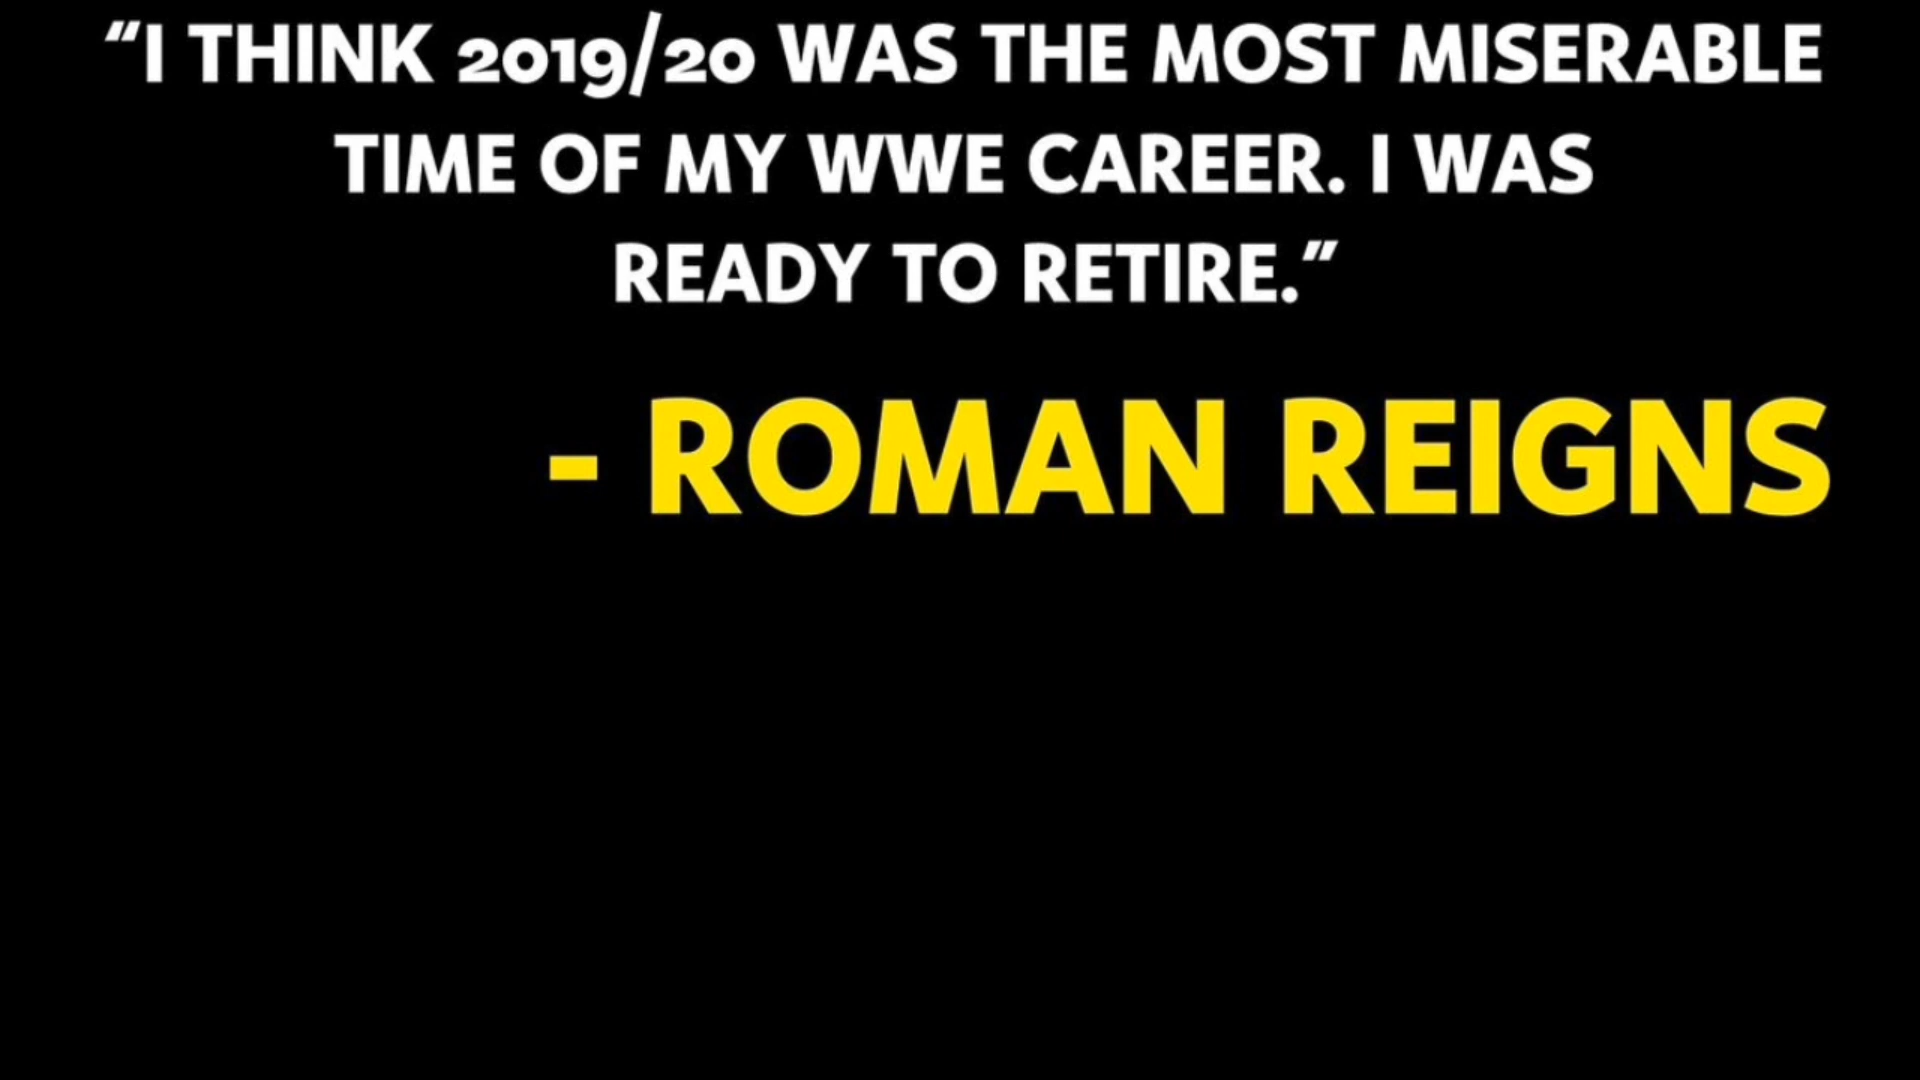 “I THINK 2019/20 WAS THE MOST MISERABLE
TIME OF MY WWE CAREER. I WAS
READY TO RETIRE.”
- ROMAN REIGNS